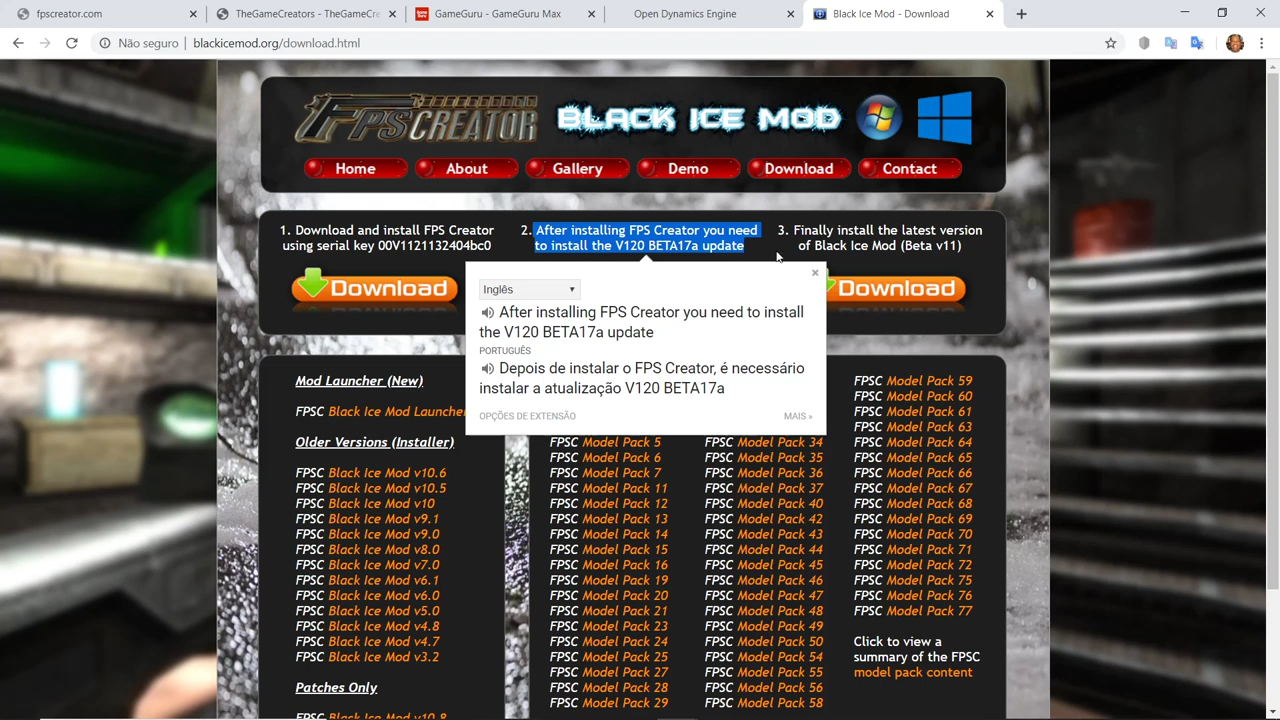 fpscreator.com
TheGameCreators - TheGameCre
GameGuru - GameGuru Max
Open Dynamics Engine
Black Ice Mod - Download
Não seguro
blackicemod.org/download.html
FPSCREATOR
BLACK ICE MOD
Home
About
Gallery
Demo
Download
Contact
1. Download and install FPS Creator
using serial key 00V1121132404bc0
Download
2. After installing FPS Creator you need
to install the V120 BETA17a update
3. Finally install the latest version
of Black Ice Mod (Beta v11)
Download
Inglês
After installing FPS Creator you need to install
the V120 BETA17a update
PORTUGUÊS
Depois de instalar o FPS Creator, é necessário
instalar a atualização V120 BETA17a
OPÇÕES DE EXTENSÃO
MAIS »
Mod Launcher (New)
FPSC Black Ice Mod Launcher
Older Versions (Installer)
FPSC Black Ice Mod v10.6
FPSC Black Ice Mod v10.5
FPSC Black Ice Mod v10
FPSC Black Ice Mod v9.1
FPSC Black Ice Mod v9.0
FPSC Black Ice Mod v8.0
FPSC Black Ice Mod v7.0
FPSC Black Ice Mod v6.1
FPSC Black Ice Mod v6.0
FPSC Black Ice Mod v5.0
FPSC Black Ice Mod v4.8
FPSC Black Ice Mod v4.7
FPSC Black Ice Mod v3.2
Patches Only
FPSC Black Ice Mod v10.8
FPSC Model Pack 5
FPSC Model Pack 6
FPSC Model Pack 7
FPSC Model Pack 11
FPSC Model Pack 12
FPSC Model Pack 13
FPSC Model Pack 14
FPSC Model Pack 15
FPSC Model Pack 16
FPSC Model Pack 19
FPSC Model Pack 20
FPSC Model Pack 21
FPSC Model Pack 23
FPSC Model Pack 24
FPSC Model Pack 25
FPSC Model Pack 27
FPSC Model Pack 28
FPSC Model Pack 29
FPSC Model Pack 34
FPSC Model Pack 35
FPSC Model Pack 36
FPSC Model Pack 37
FPSC Model Pack 40
FPSC Model Pack 42
FPSC Model Pack 43
FPSC Model Pack 44
FPSC Model Pack 45
FPSC Model Pack 46
FPSC Model Pack 47
FPSC Model Pack 48
FPSC Model Pack 49
FPSC Model Pack 50
FPSC Model Pack 54
FPSC Model Pack 55
FPSC Model Pack 56
FPSC Model Pack 58
FPSC Model Pack 59
FPSC Model Pack 60
FPSC Model Pack 61
FPSC Model Pack 63
FPSC Model Pack 64
FPSC Model Pack 65
FPSC Model Pack 66
FPSC Model Pack 67
FPSC Model Pack 68
FPSC Model Pack 69
FPSC Model Pack 70
FPSC Model Pack 71
FPSC Model Pack 72
FPSC Model Pack 75
FPSC Model Pack 76
FPSC Model Pack 77
Click to view a
summary of the FPSC
model pack content